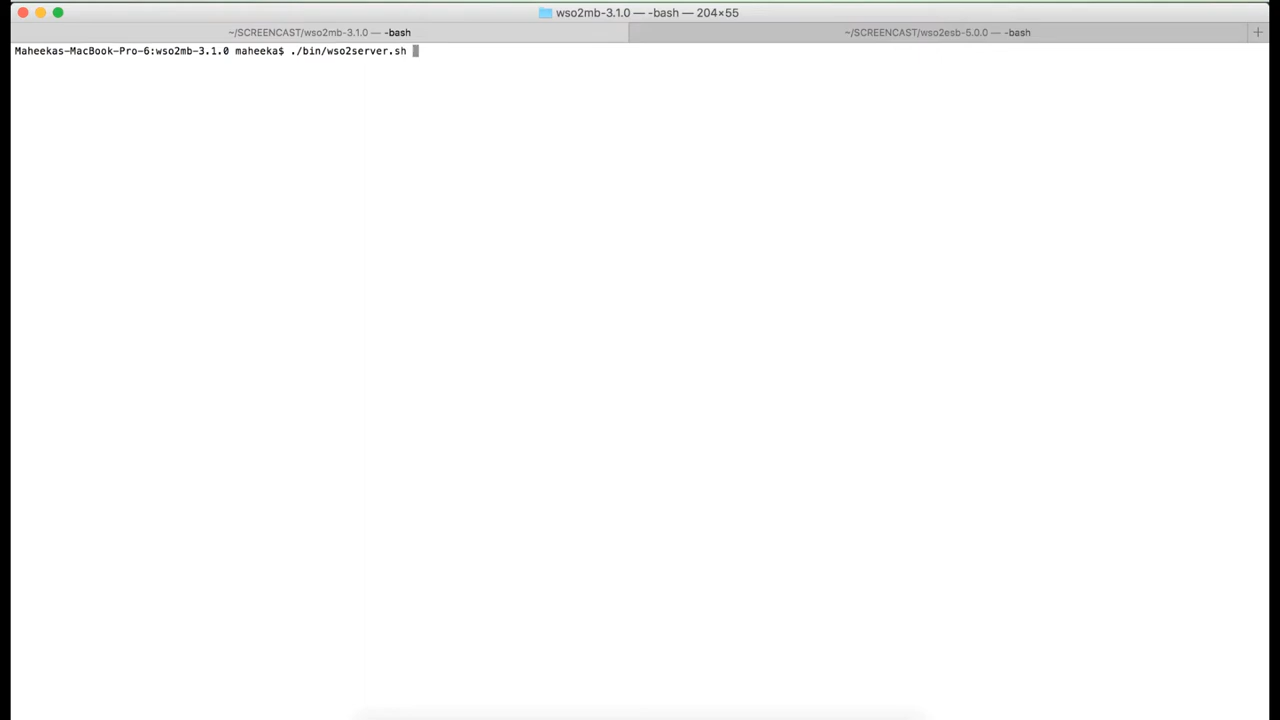 wso2mb-3.1.0 — -bash — 204×55
~/SCREENCAST/wso2mb-3.1.0 — -bash
~/SCREENCAST/wso2esb-5.0.0 — -bash
+
Maheekas-MacBook-Pro-6:wso2mb-3.1.0 maheeka$ ./bin/wso2server.sh